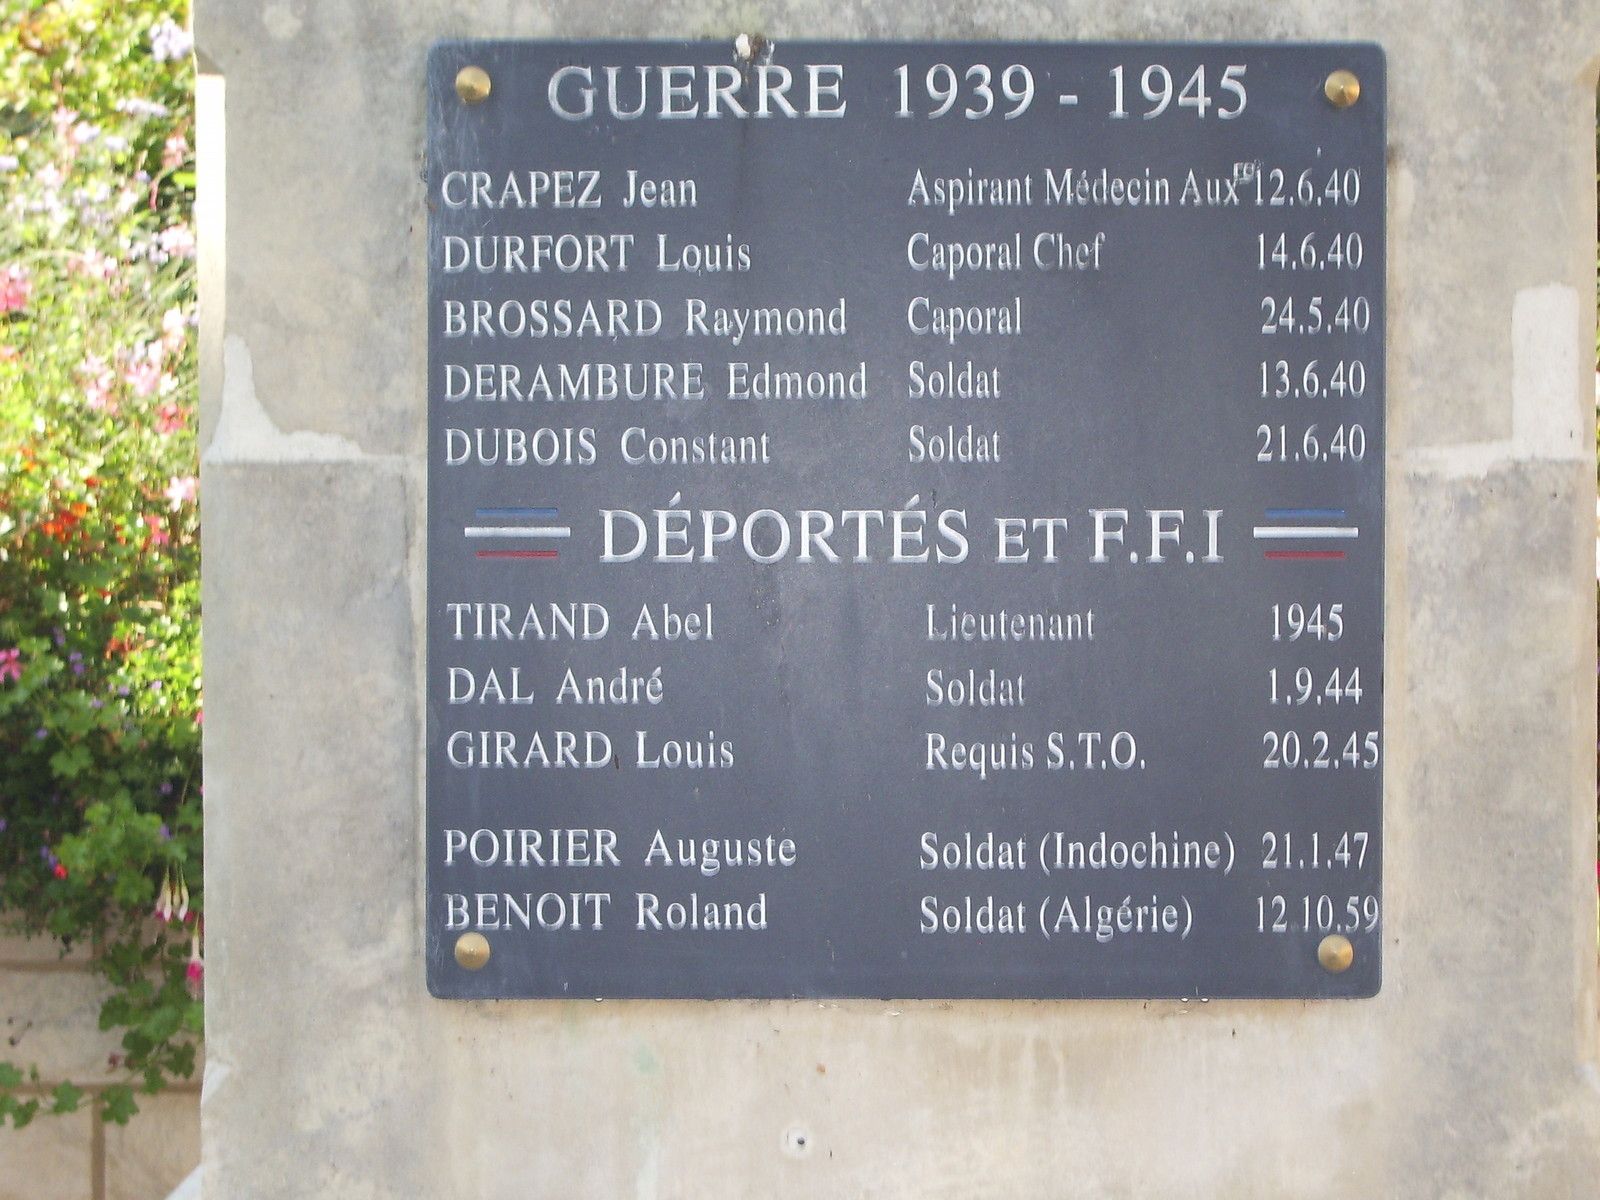 GUERRE 1939 - 1945
CRAPEZ Jean Aspirant Médecin Aux re 12.6.40
DURFORT Louis Caporal Chef 14.6.40
BROSSARD Raymond Caporal 24.5.40
DERAMBURE Edmond Soldat 13.6.40
DUBOIS Constant Soldat 21.6.40
DÉPORTÉS ET F.F.I
TIRAND Abel Lieutenant 1945
DAL André Soldat 1.9.44
GIRARD Louis Requis S.T.O. 20.2.45
POIRIER Auguste Soldat (Indochine) 21.1.47
BENOIT Roland Soldat (Algérie) 12.10.59